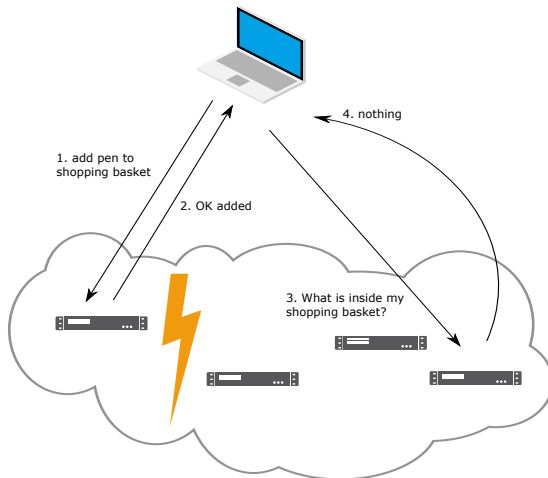 1. add pen to
shopping basket
2. OK added
3. What is inside my
shopping basket?
4. nothing